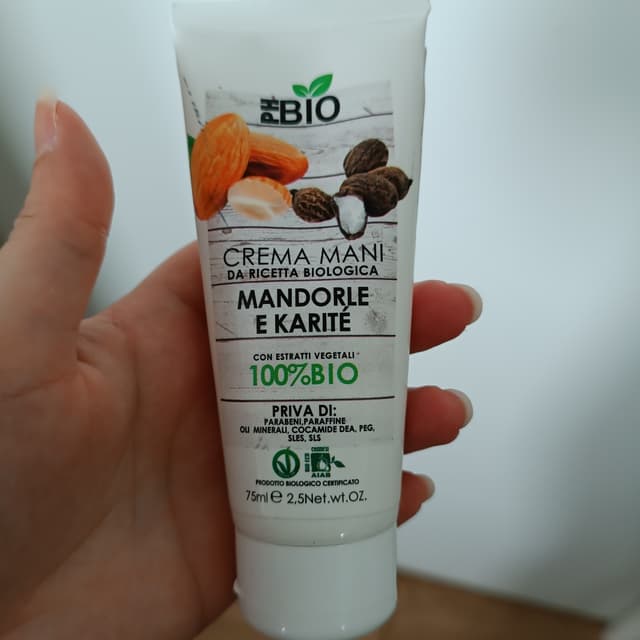 PH BIO
CREMA MANI
DA RICETTA BIOLOGICA
MANDORLE
E KARITÉ
CON ESTRATTI VEGETALI
100%BIO
PRIVA DI:
PARABENI,PARAFFINE
OLI MINERALI, COCAMIDE DEA, PEG,
SLES, SLS
AIAB
PRODOTTO BIOLOGICO CERTIFICATO
75ml e 2,5Net.wt.OZ.